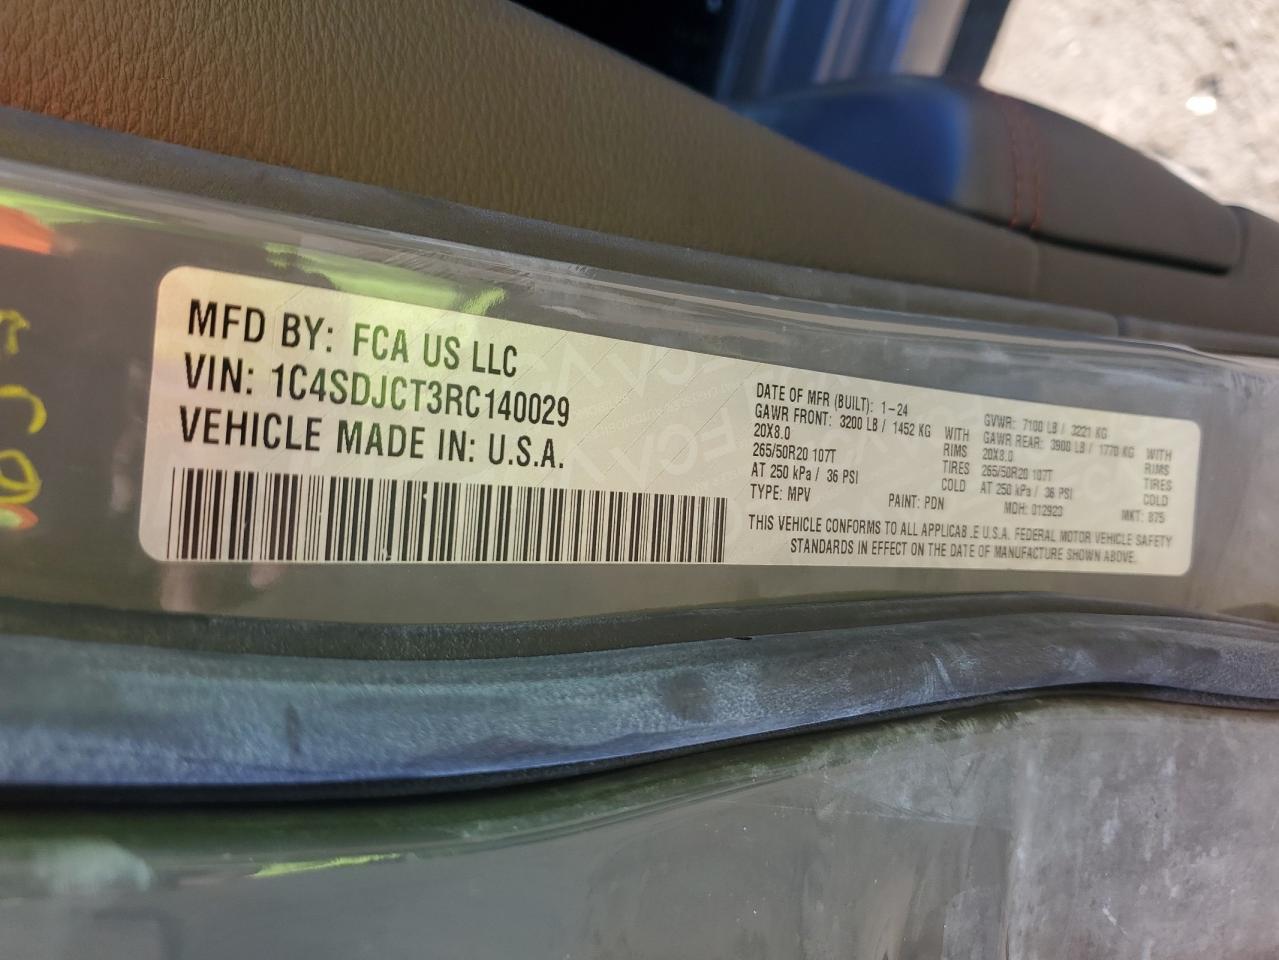 MFD BY: FCA US LLC
VIN: 1C4SDJCT3RC140029
VEHICLE MADE IN: U.S.A.
DATE OF MFR (BUILT): 1-24 GVWR: 7100 LB / 3221 KG
GAWR FRONT: 3200 LB / 1452 KG WITH GAWR REAR: 3900 LB / 1770 KG WITH
20X8.0 RIMS 20X8.0 RIMS
265/50R20 107T TIRES 265/50R20 107T TIRES
AT 250 kPa / 36 PSI COLD AT 250 kPa / 36 PSI COLD
TYPE: MPV PAINT: PDN MDH: 012923 MKT: 875
THIS VEHICLE CONFORMS TO ALL APPLICAB.E U.S.A. FEDERAL MOTOR VEHICLE SAFETY
STANDARDS IN EFFECT ON THE DATE OF MANUFACTURE SHOWN ABOVE.